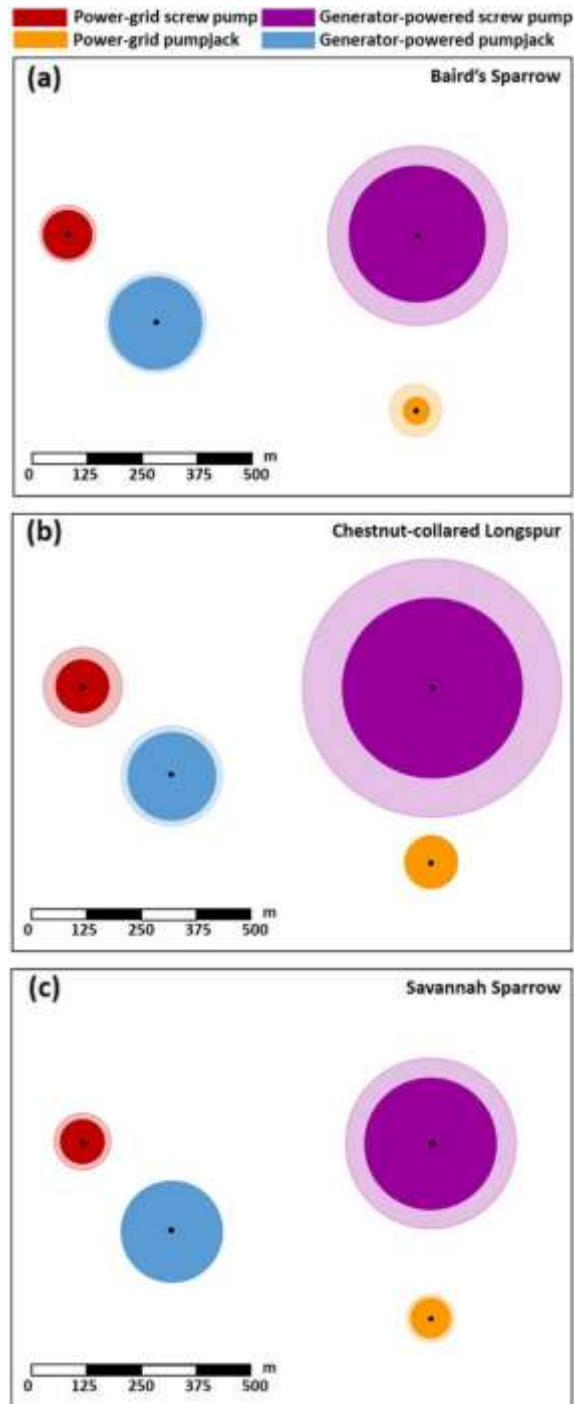 Power-grid screw pump Generator-powered screw pump
Power-grid pumpjack Generator-powered pumpjack
(a) Baird's Sparrow
m
0 125 250 375 500
(b) Chestnut-collared Longspur
m
0 125 250 375 500
(c) Savannah Sparrow
m
0 125 250 375 500